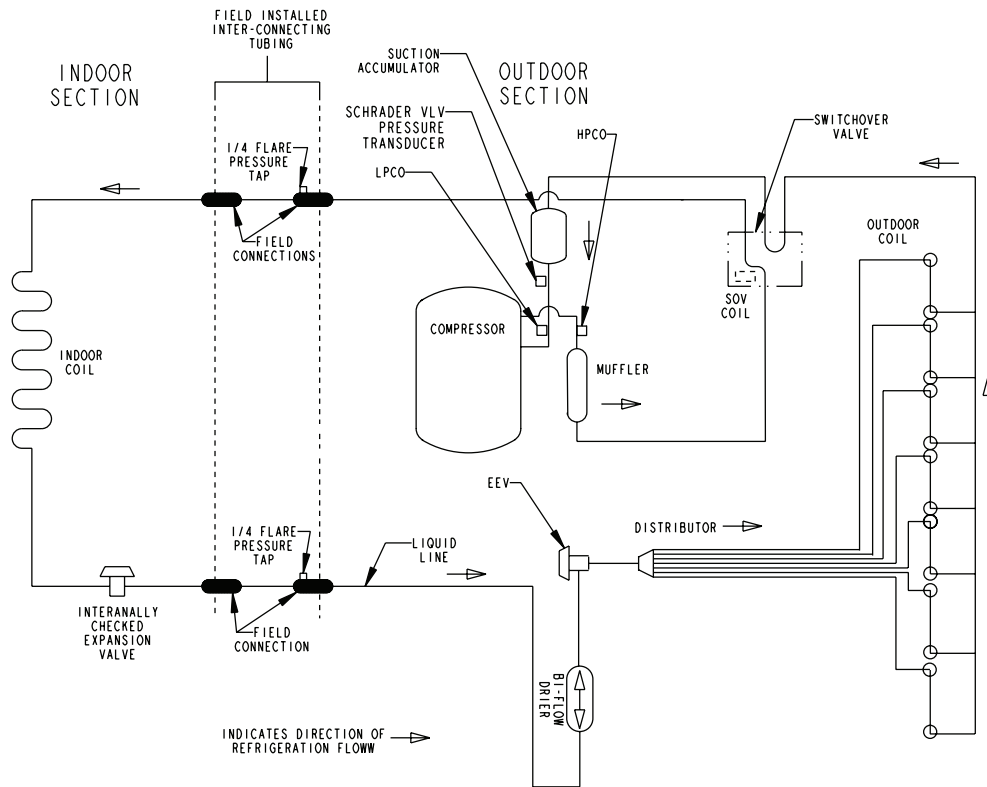 FIELD INSTALLED
INTER-CONNECTING
TUBING
INDOOR
SECTION
SUCTION
ACCUMULATOR
OUTDOOR
SECTION
SCHRADER VLV
PRESSURE
TRANSDUCER
HPCO
SWITCHOVER
VALVE
1/4 FLARE
PRESSURE
TAP
LPCO
FIELD
CONNECTIONS
OUTDOOR
COIL
SOV
COIL
COMPRESSOR
INDOOR
COIL
MUFFLER
EEV
1/4 FLARE
PRESSURE
TAP
LIQUID
LINE
DISTRIBUTOR
INTERANALLY
CHECKED
EXPANSION
VALVE
FIELD
CONNECTION
BI-FLOW
DRIER
INDICATES DIRECTION OF
REFRIGERATION FLOWW